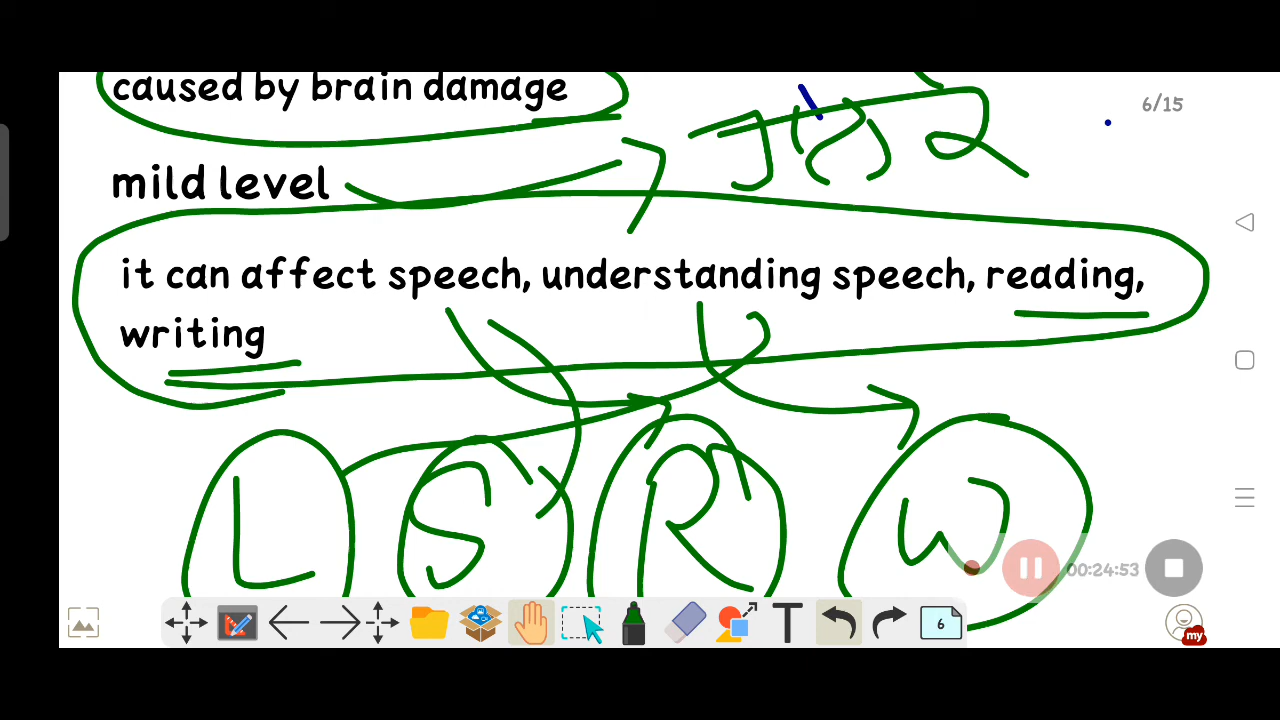 caused by brain damage
6/15
mild level
it can affect speech, understanding speech, reading,
writing
L S R W
00:24:53
T
6
my